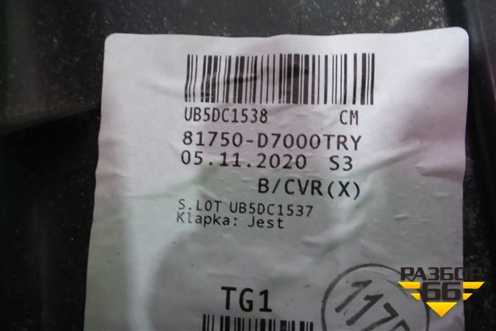 UB5DC1538 CM
81750-D7000TRY
05.11.2020 S3
B/CVR(X)
S.LOT UB5DC1537
Klapka: Jest
TG1
РАЗБОР
66